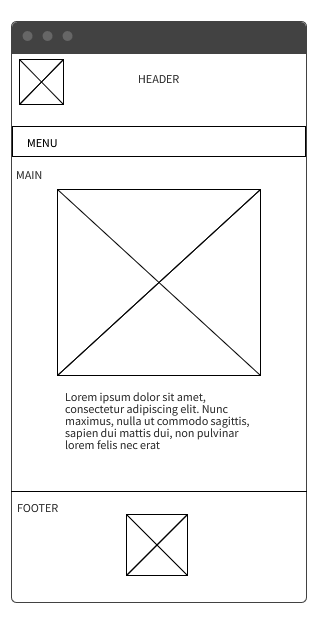 HEADER
MENU
MAIN
Lorem ipsum dolor sit amet,
consectetur adipiscing elit. Nunc
maximus, nulla ut commodo sagittis,
sapien dui mattis dui, non pulvinar
lorem felis nec erat
FOOTER